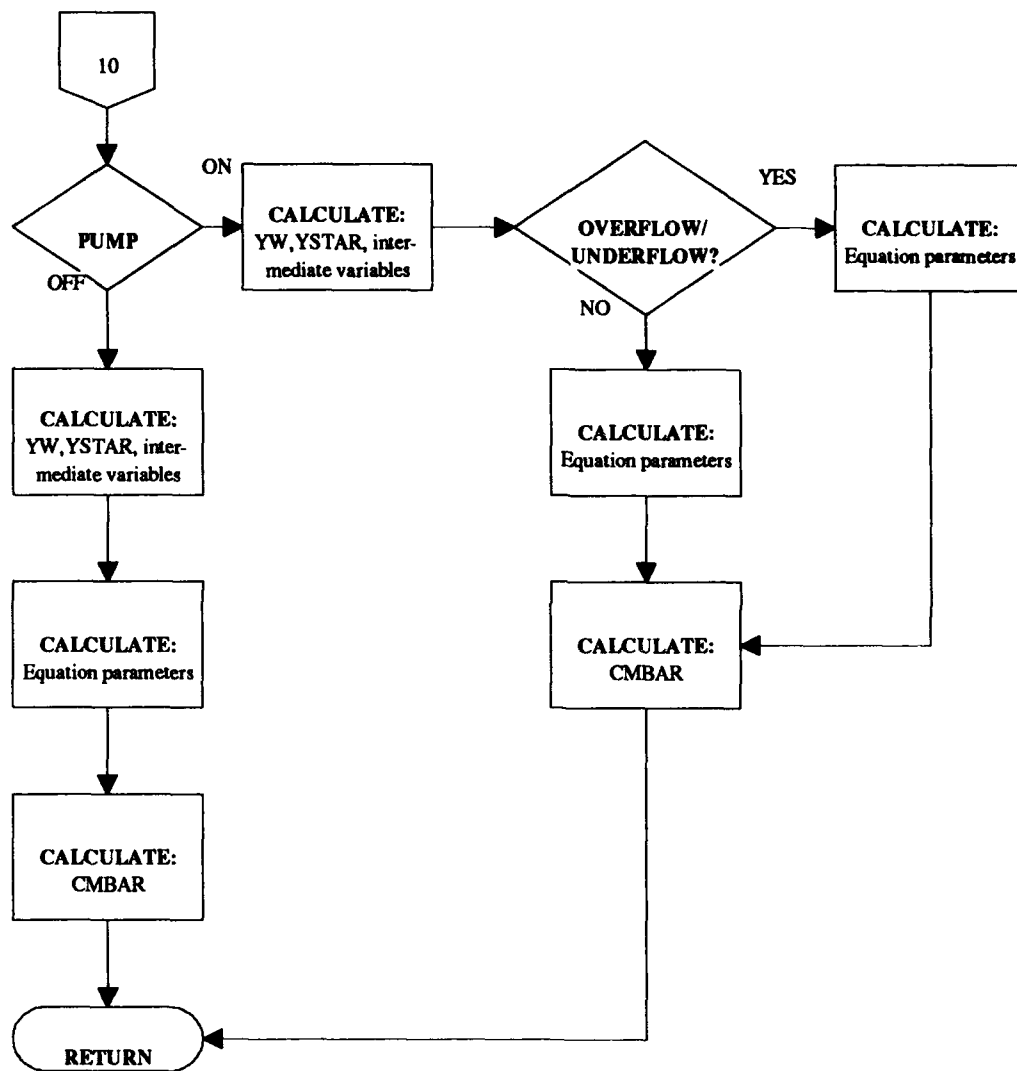 10
PUMP
ON
OFF
CALCULATE:
YW,YSTAR, inter-
mediate variables
OVERFLOW/
UNDERFLOW?
YES
NO
CALCULATE:
Equation parameters
CALCULATE:
YW,YSTAR, inter-
mediate variables
CALCULATE:
Equation parameters
CALCULATE:
Equation parameters
CALCULATE:
CMBAR
CALCULATE:
CMBAR
RETURN